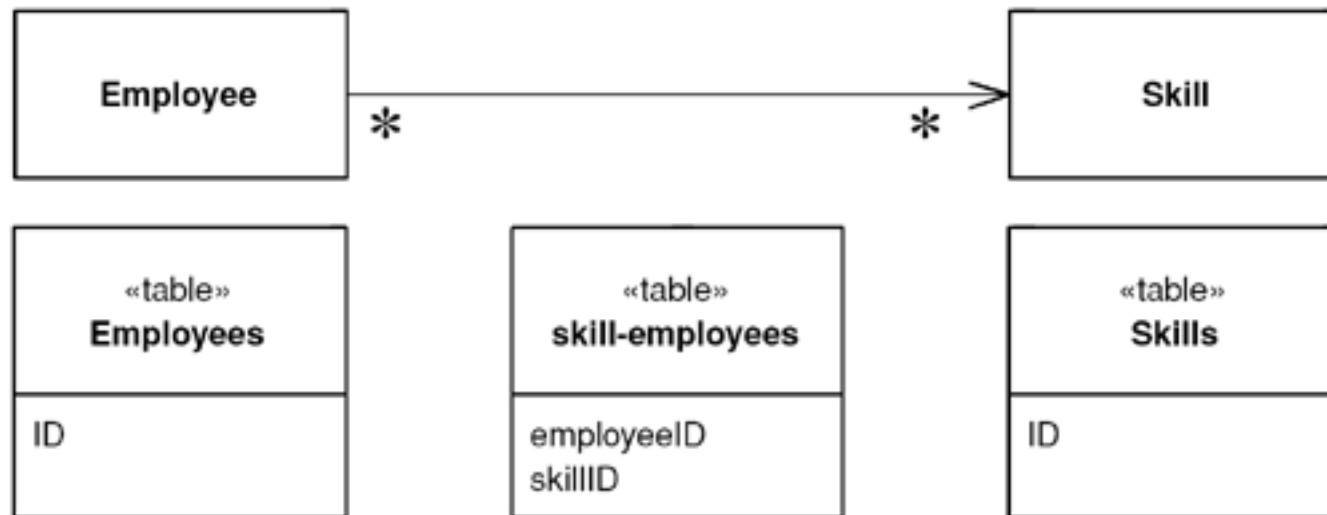 Employee
*
*
Skill
«table»
Employees
ID
«table»
skill-employees
employeeID
skillID
«table»
Skills
ID